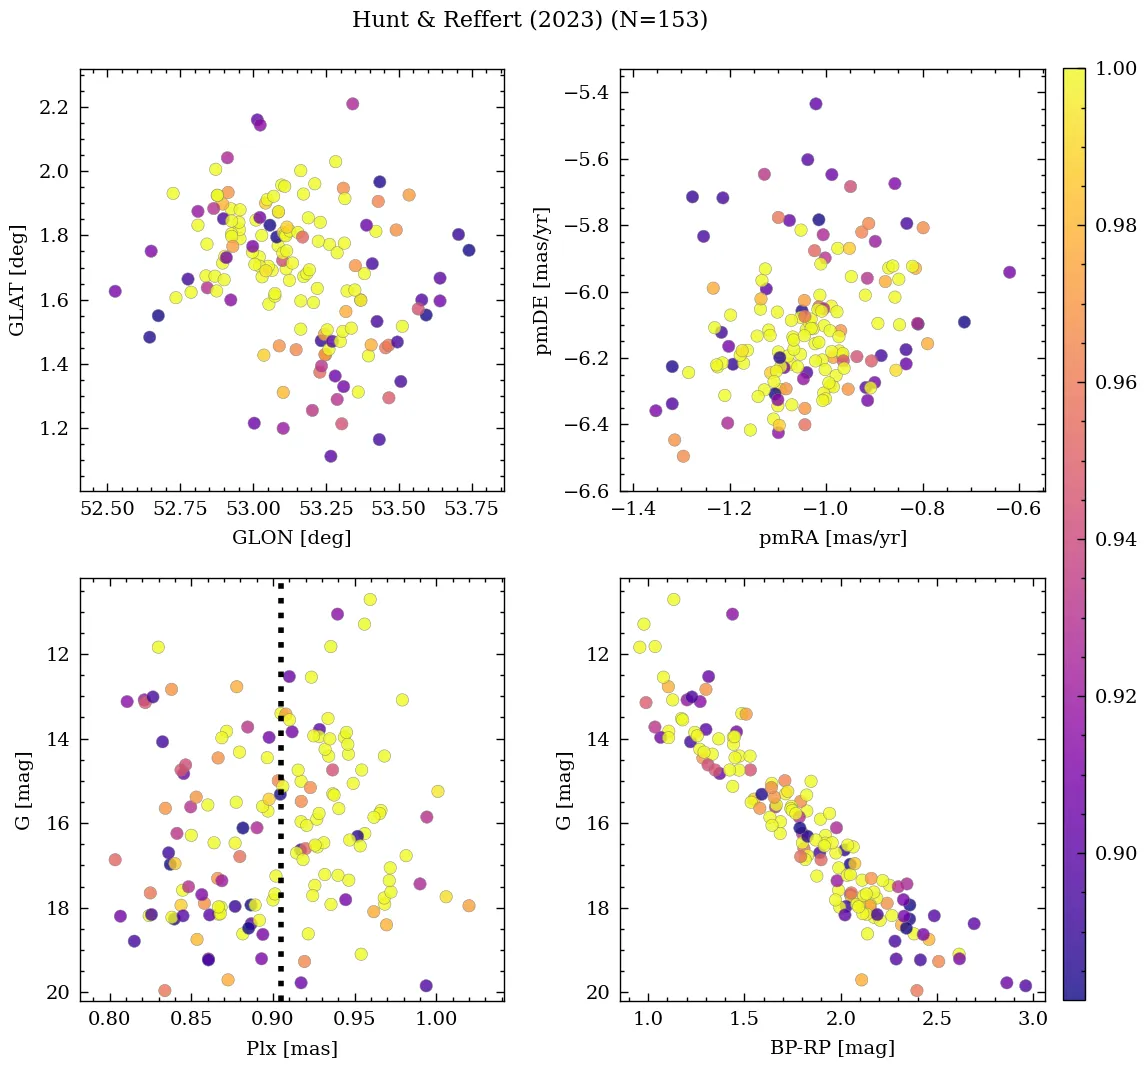 Hunt & Reffert (2023) (N=153)
2.2
2.0
1.8
1.6
1.4
1.2
GLAT [deg]
52.50 52.75 53.00 53.25 53.50 53.75
GLON [deg]
−5.4
−5.6
−5.8
−6.0
−6.2
−6.4
−6.6
pmDE [mas/yr]
−1.4 −1.2 −1.0 −0.8 −0.6
pmRA [mas/yr]
12
14
16
18
20
G [mag]
0.80 0.85 0.90 0.95 1.00
Plx [mas]
12
14
16
18
20
G [mag]
1.0 1.5 2.0 2.5 3.0
BP-RP [mag]
1.00
0.98
0.96
0.94
0.92
0.90